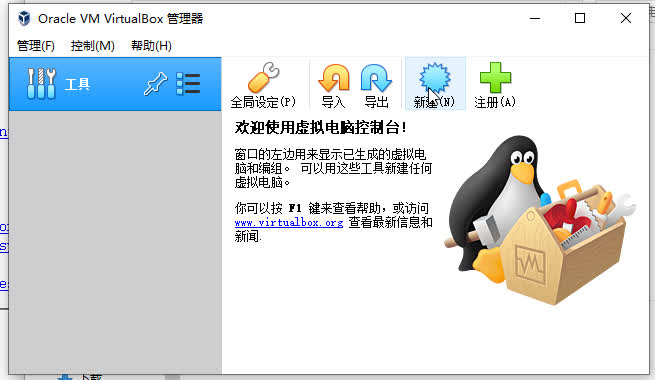 Oracle VM VirtualBox 管理器
管理(F) 控制(M) 帮助(H)
工具
全局设定(P) 导入 导出 新建(N) 注册(A)
欢迎使用虚拟电脑控制台!
窗口的左边用来显示已生成的虚拟电
脑和编组。 可以用这些工具新建任何
虚拟电脑。
你可以按 F1 键来查看帮助, 或访问
www.virtualbox.org 查看最新信息和
新闻.
下载